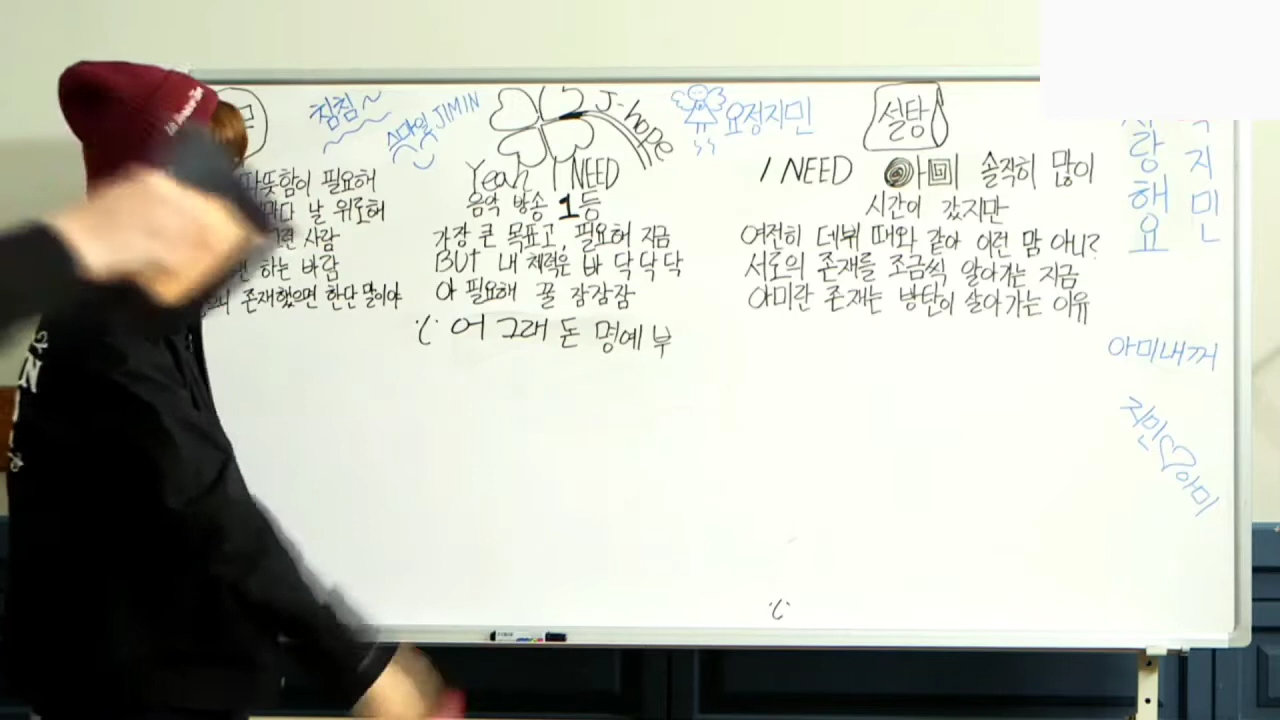 침침~
스마일 JIMIN
J-hope
요정지민
설탕
따뜻함이 필요해
날 위로해
사람
하는 바람
존재했으면 한단 말이야
Yeah I NEED
음악 방송 1등
가장 큰 목표고, 필요해 지금
BUT 내 체력은 바닥 닥 닥
아 필요해 꿀 잠잠잠
어 그래 돈 명예 부
I NEED 아미 솔직히 많이
시간이 갔지만
여전히 데뷔 때와 같아 이런 맘 아니?
서로의 존재를 조금씩 알아가는 지금
아미란 존재는 방탄이 살아가는 이유
랑해요
지민
아미내꺼
지민♡아미